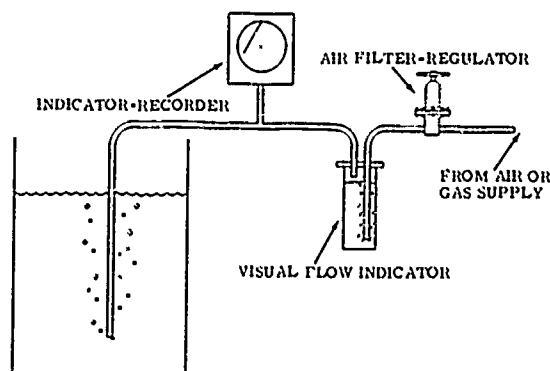 AIR FILTER-REGULATOR
INDICATOR-RECORDER
FROM AIR OR
GAS SUPPLY
VISUAL FLOW INDICATOR